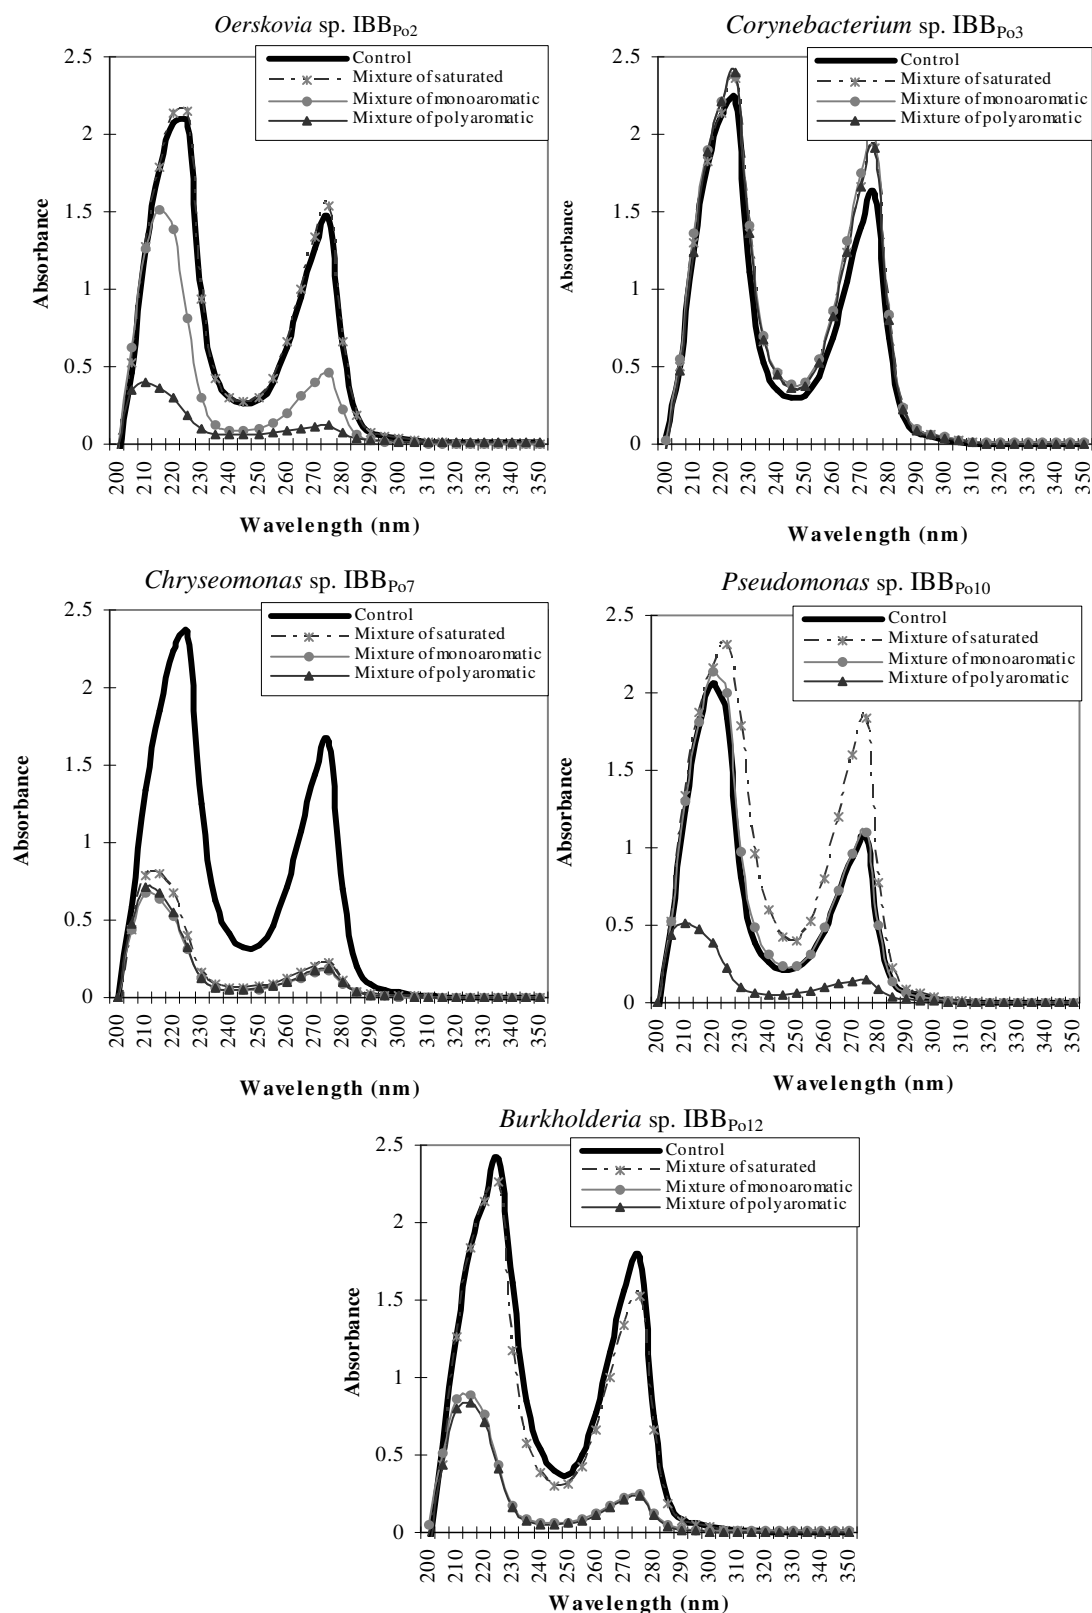 Oerskovia sp. IBBPo2
Control
Mixture of saturated
Mixture of monoaromatic
Mixture of polyaromatic
2.5
2
1.5
1
0.5
0
Absorbance
200 210 220 230 240 250 260 270 280 290 300 310 320 330 340 350
Wavelength (nm)
Corynebacterium sp. IBBPo3
Control
Mixture of saturated
Mixture of monoaromatic
Mixture of polyaromatic
2.5
2
1.5
1
0.5
0
Absorbance
200 210 220 230 240 250 260 270 280 290 300 310 320 330 340 350
Wavelength (nm)
Chryseomonas sp. IBBPo7
Control
Mixture of saturated
Mixture of monoaromatic
Mixture of polyaromatic
2.5
2
1.5
1
0.5
0
Absorbance
200 210 220 230 240 250 260 270 280 290 300 310 320 330 340 350
Wavelength (nm)
Pseudomonas sp. IBBPo10
Control
Mixture of saturated
Mixture of monoaromatic
Mixture of polyaromatic
2.5
2
1.5
1
0.5
0
Absorbance
200 210 220 230 240 250 260 270 280 290 300 310 320 330 340 350
Wavelength (nm)
Burkholderia sp. IBBPo12
Control
Mixture of saturated
Mixture of monoaromatic
Mixture of polyaromatic
2.5
2
1.5
1
0.5
0
Absorbance
200 210 220 230 240 250 260 270 280 290 300 310 320 330 340 350
Wavelength (nm)